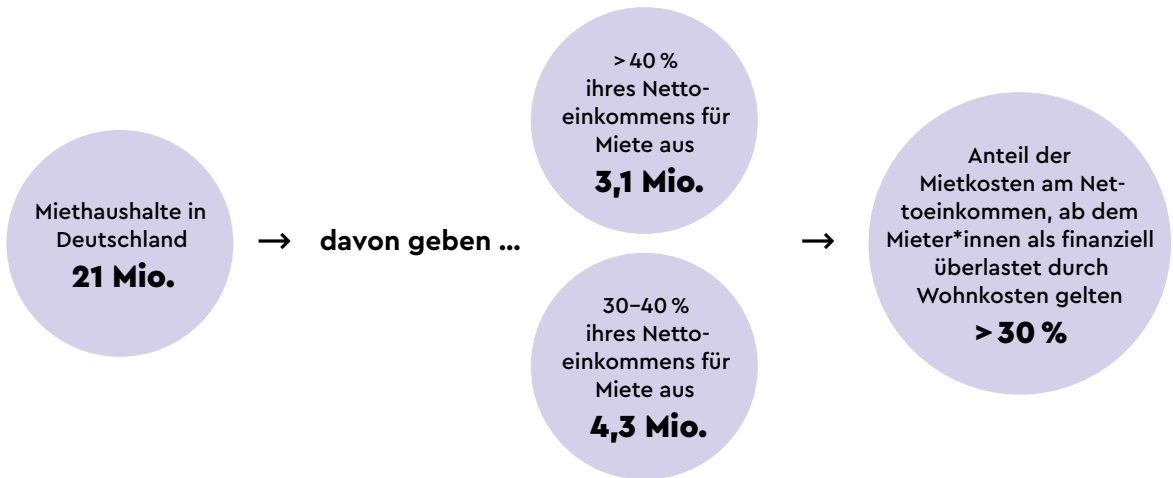 Miethaushalte in
Deutschland
21 Mio.
→ davon geben ...
> 40 %
ihres Netto-
einkommens für
Miete aus
3,1 Mio.
30–40 %
ihres Netto-
einkommens für
Miete aus
4,3 Mio.
→
Anteil der
Mietkosten am Net-
toeinkommen, ab dem
Mieter*innen als finanziell
überlastet durch
Wohnkosten gelten
> 30 %